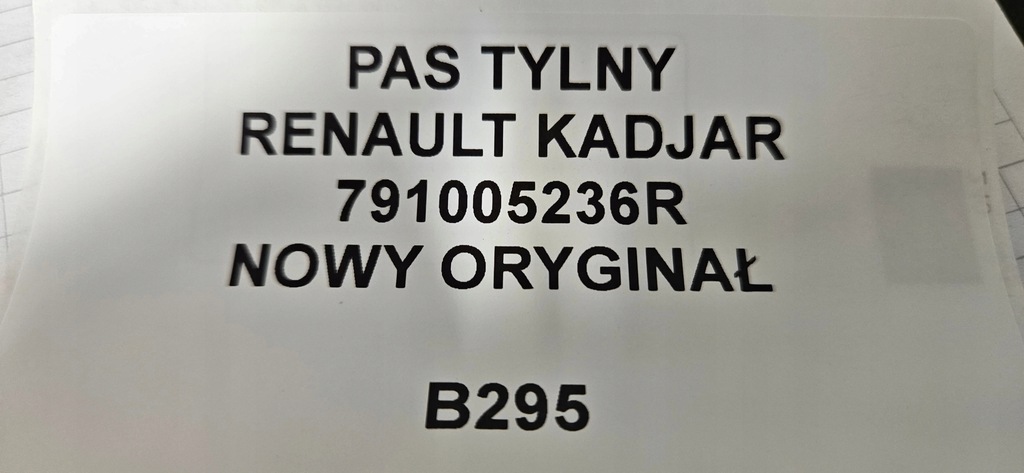 PAS TYLNY
RENAULT KADJAR
791005236R
NOWY ORYGINAŁ
B295